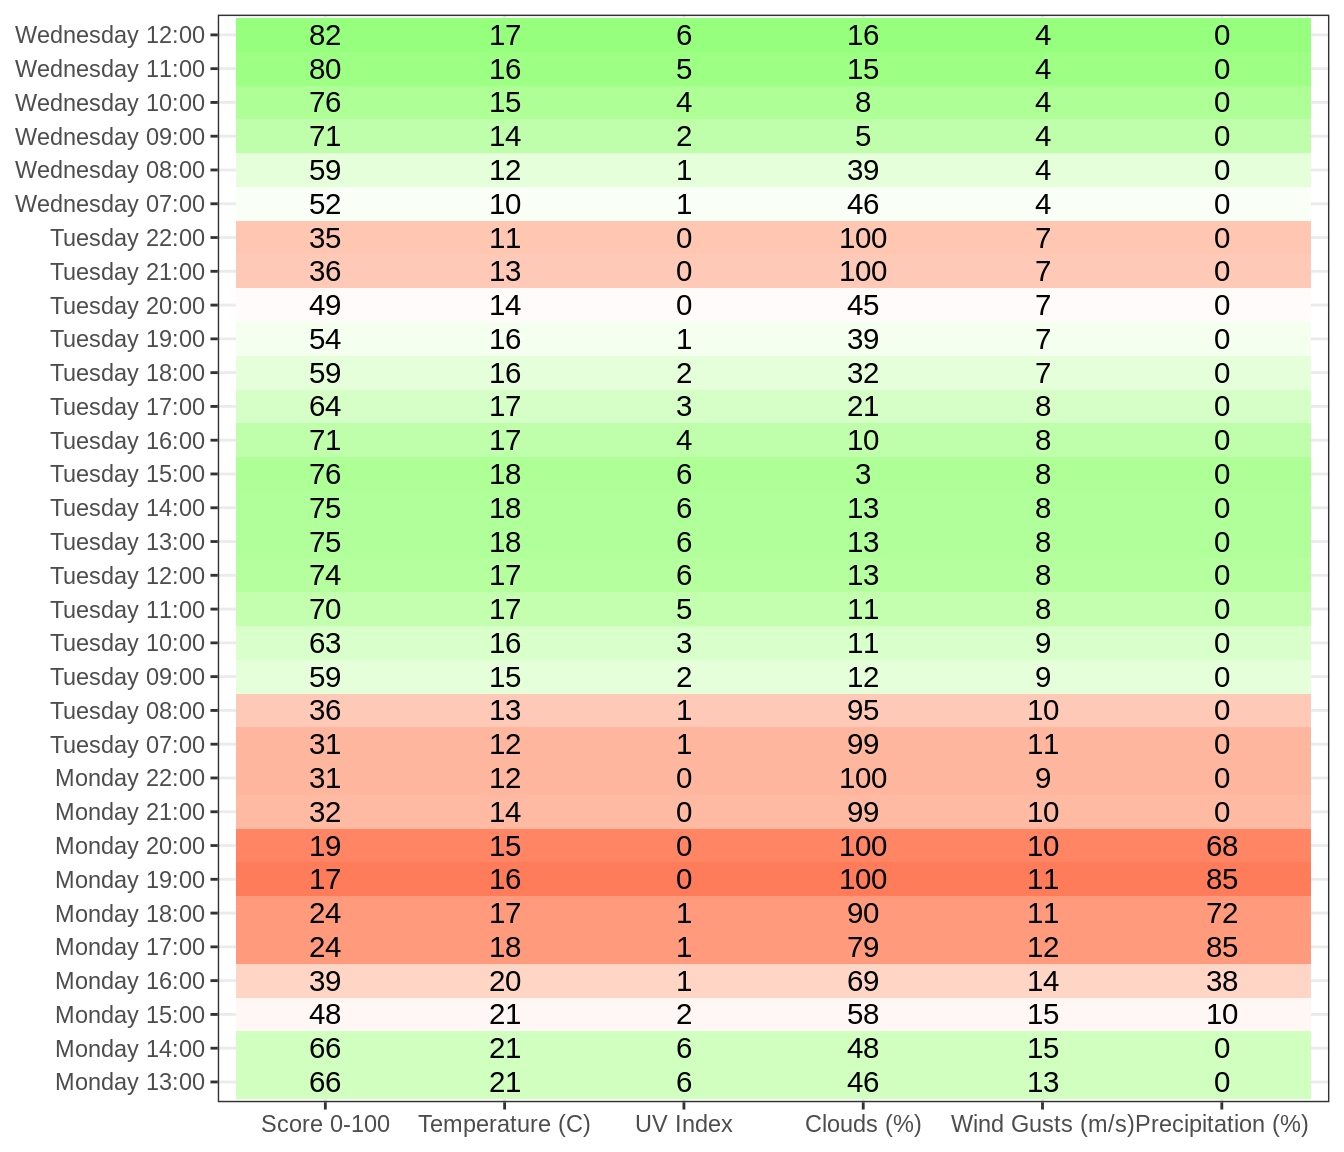 Wednesday 12:00 82 17 6 16 4 0
Wednesday 11:00 80 16 5 15 4 0
Wednesday 10:00 76 15 4 8 4 0
Wednesday 09:00 71 14 2 5 4 0
Wednesday 08:00 59 12 1 39 4 0
Wednesday 07:00 52 10 1 46 4 0
Tuesday 22:00 35 11 0 100 7 0
Tuesday 21:00 36 13 0 100 7 0
Tuesday 20:00 49 14 0 45 7 0
Tuesday 19:00 54 16 1 39 7 0
Tuesday 18:00 59 16 2 32 7 0
Tuesday 17:00 64 17 3 21 8 0
Tuesday 16:00 71 17 4 10 8 0
Tuesday 15:00 76 18 6 3 8 0
Tuesday 14:00 75 18 6 13 8 0
Tuesday 13:00 75 18 6 13 8 0
Tuesday 12:00 74 17 6 13 8 0
Tuesday 11:00 70 17 5 11 8 0
Tuesday 10:00 63 16 3 11 9 0
Tuesday 09:00 59 15 2 12 9 0
Tuesday 08:00 36 13 1 95 10 0
Tuesday 07:00 31 12 1 99 11 0
Monday 22:00 31 12 0 100 9 0
Monday 21:00 32 14 0 99 10 0
Monday 20:00 19 15 0 100 10 68
Monday 19:00 17 16 0 100 11 85
Monday 18:00 24 17 1 90 11 72
Monday 17:00 24 18 1 79 12 85
Monday 16:00 39 20 1 69 14 38
Monday 15:00 48 21 2 58 15 10
Monday 14:00 66 21 6 48 15 0
Monday 13:00 66 21 6 46 13 0
Score 0-100 Temperature (C) UV Index Clouds (%) Wind Gusts (m/s) Precipitation (%)